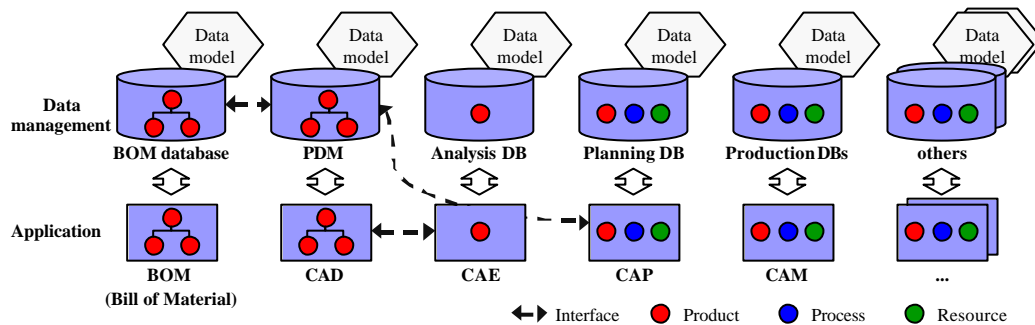 Data model
Data model
Data model
Data model
Data model
Data model
Data management
BOM database
PDM
Analysis DB
Planning DB
Production DBs
others
Application
BOM
(Bill of Material)
CAD
CAE
CAP
CAM
...
Interface
Product
Process
Resource